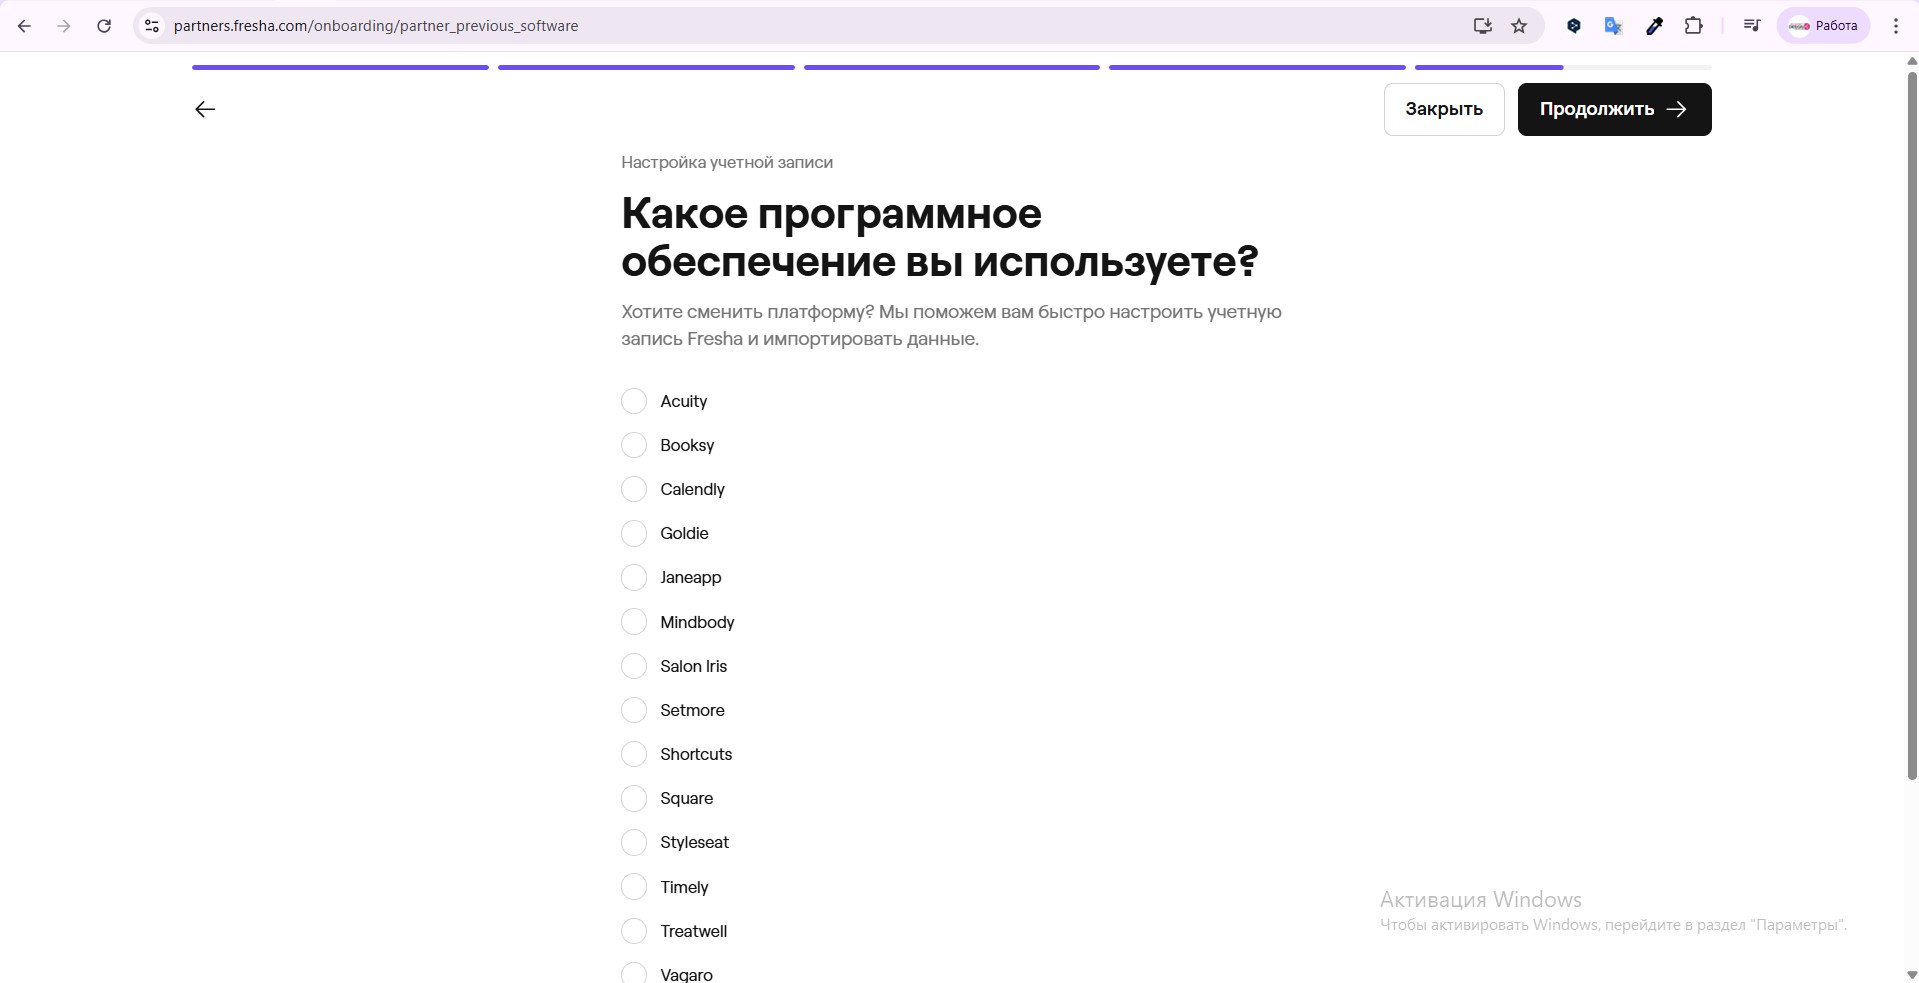 partners.fresha.com/onboarding/partner_previous_software
Работа
Закрыть
Продолжить
Настройка учетной записи
Какое программное
обеспечение вы используете?
Хотите сменить платформу? Мы поможем вам быстро настроить учетную
запись Fresha и импортировать данные.
Acuity
Booksy
Calendly
Goldie
Janeapp
Mindbody
Salon Iris
Setmore
Shortcuts
Square
Styleseat
Timely
Treatwell
Vagaro
Активация Windows
Чтобы активировать Windows, перейдите в раздел "Параметры".